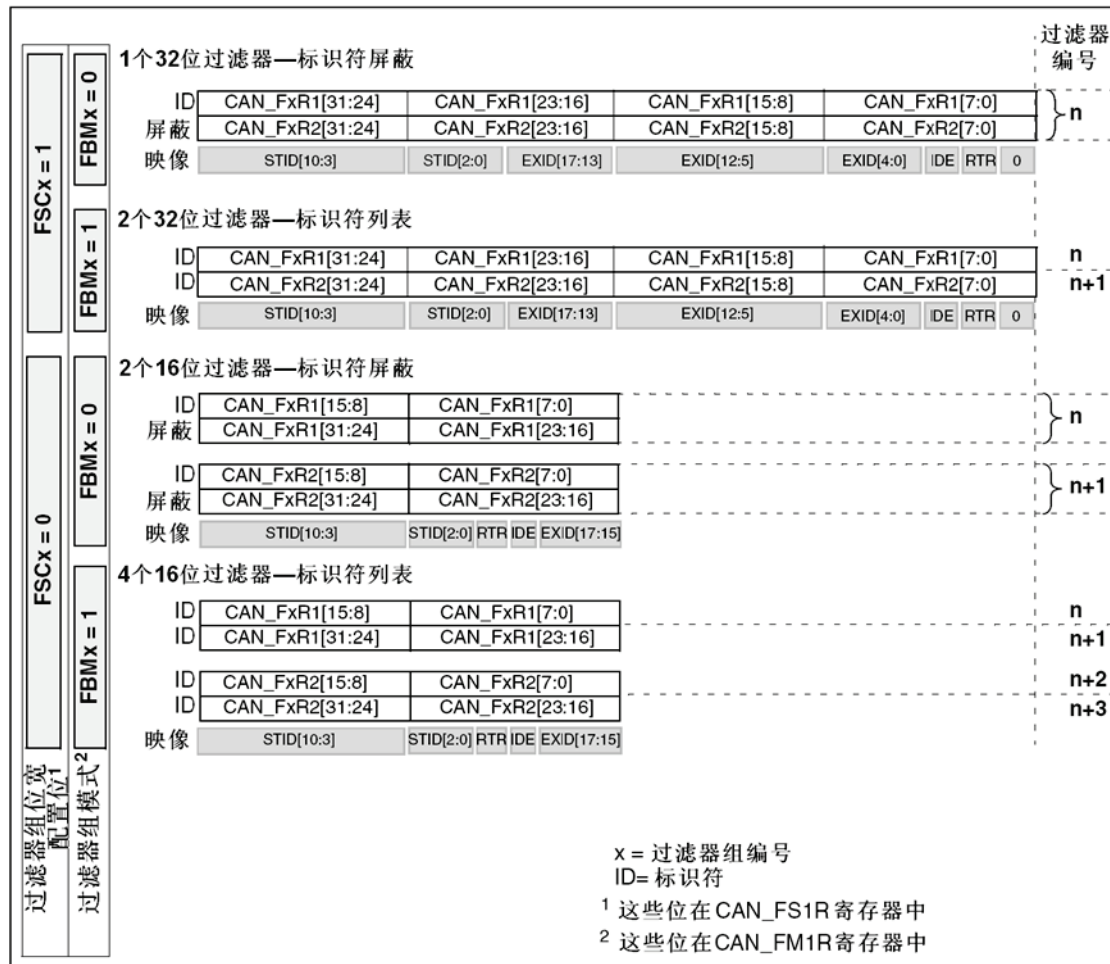 过滤器
编号
1个32位过滤器—标识符屏蔽
ID CAN_FxR1[31:24] CAN_FxR1[23:16] CAN_FxR1[15:8] CAN_FxR1[7:0]
屏蔽 CAN_FxR2[31:24] CAN_FxR2[23:16] CAN_FxR2[15:8] CAN_FxR2[7:0]
n
映像 STID[10:3] STID[2:0] EXID[17:13] EXID[12:5] EXID[4:0] IDE RTR 0
FSCx = 1
FBMx = 0
2个32位过滤器—标识符列表
ID CAN_FxR1[31:24] CAN_FxR1[23:16] CAN_FxR1[15:8] CAN_FxR1[7:0] n
ID CAN_FxR2[31:24] CAN_FxR2[23:16] CAN_FxR2[15:8] CAN_FxR2[7:0] n+1
映像 STID[10:3] STID[2:0] EXID[17:13] EXID[12:5] EXID[4:0] IDE RTR 0
FBMx = 1
2个16位过滤器—标识符屏蔽
ID CAN_FxR1[15:8] CAN_FxR1[7:0]
屏蔽 CAN_FxR1[31:24] CAN_FxR1[23:16]
n
ID CAN_FxR2[15:8] CAN_FxR2[7:0]
屏蔽 CAN_FxR2[31:24] CAN_FxR2[23:16]
n+1
映像 STID[10:3] STID[2:0] RTR IDE EXID[17:15]
FSCx = 0
FBMx = 0
4个16位过滤器—标识符列表
ID CAN_FxR1[15:8] CAN_FxR1[7:0] n
ID CAN_FxR1[31:24] CAN_FxR1[23:16] n+1
ID CAN_FxR2[15:8] CAN_FxR2[7:0] n+2
ID CAN_FxR2[31:24] CAN_FxR2[23:16] n+3
映像 STID[10:3] STID[2:0] RTR IDE EXID[17:15]
FBMx = 1
过滤器组位宽
配置位1
过滤器组模式2
x = 过滤器组编号
ID= 标识符
1 这些位在CAN_FS1R 寄存器中
2 这些位在CAN_FM1R寄存器中